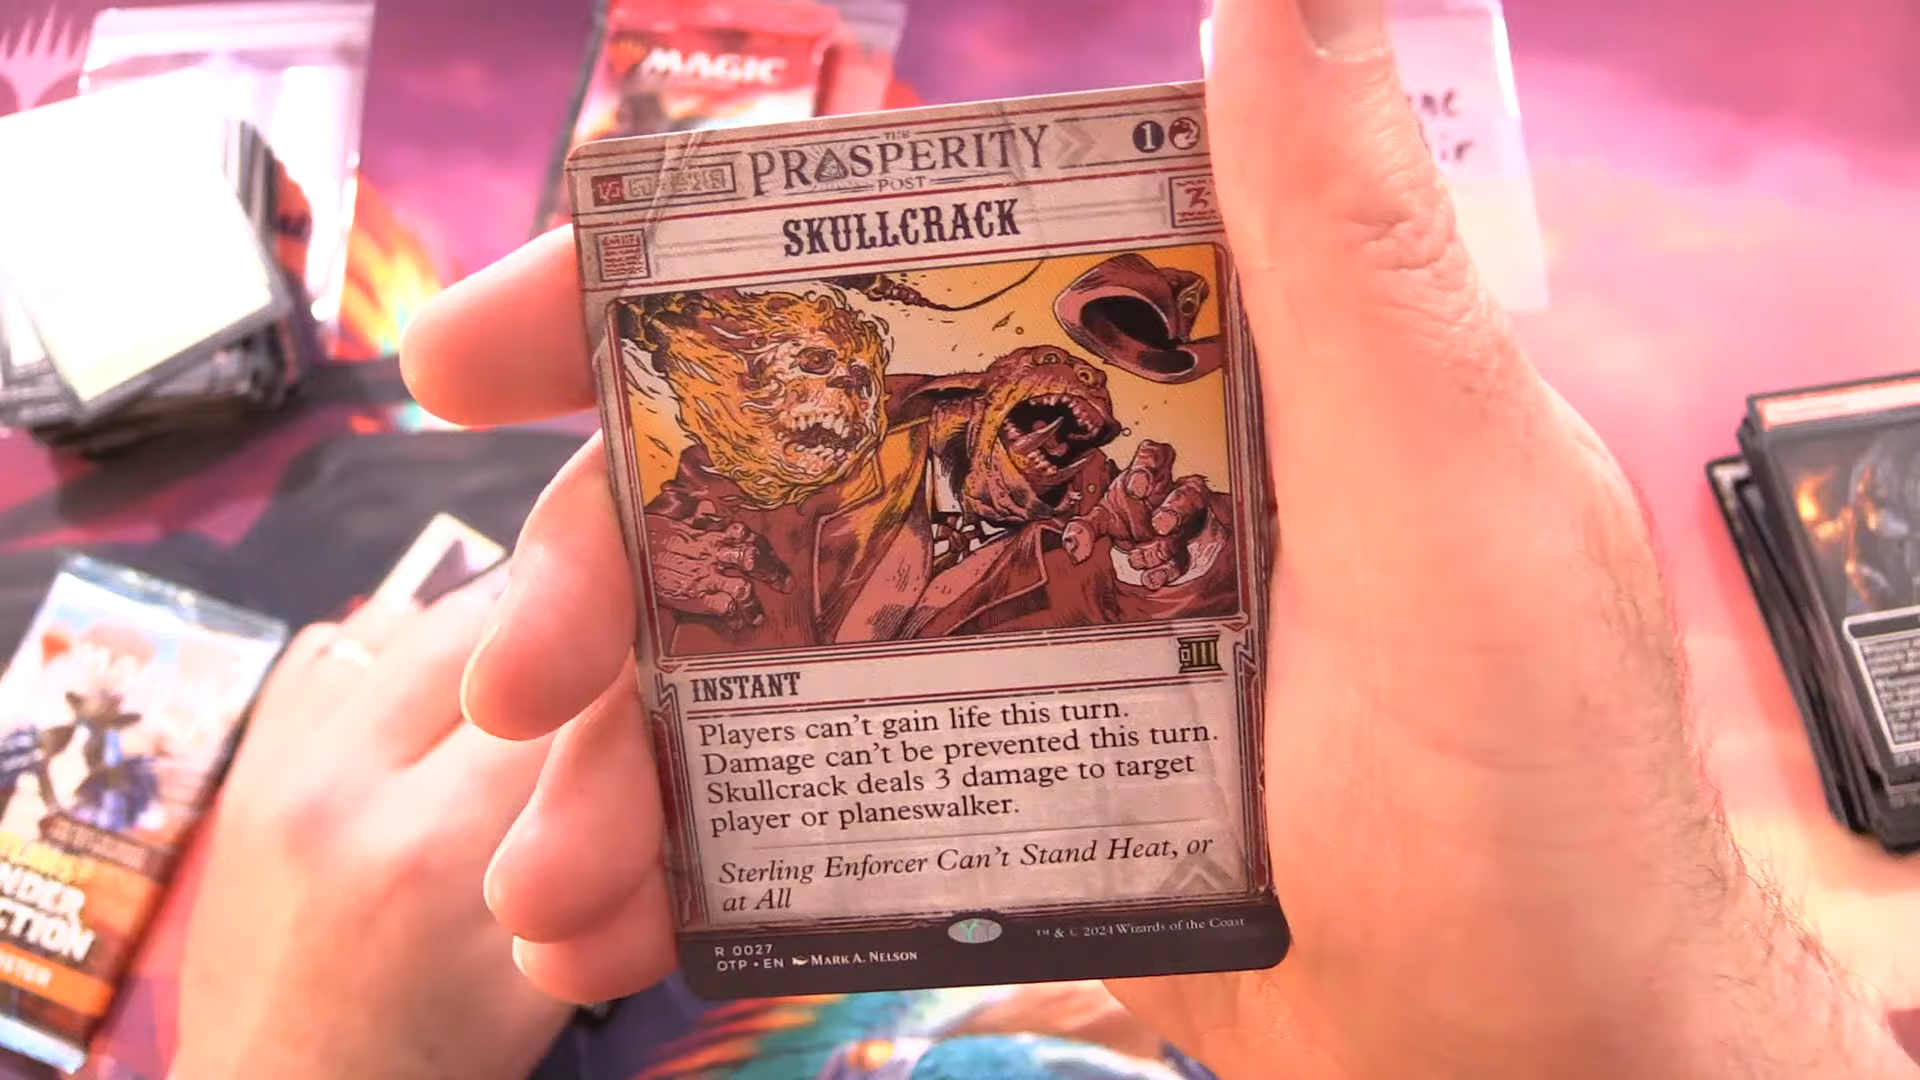 MAGIC
THE
PROSPERITY
POST
1
SKULLCRACK
INSTANT
Players can't gain life this turn.
Damage can't be prevented this turn.
Skullcrack deals 3 damage to target
player or planeswalker.
Sterling Enforcer Can't Stand Heat, or
at All
R 0027
OTP • EN MARK A. NELSON
™ & © 2024 Wizards of the Coast